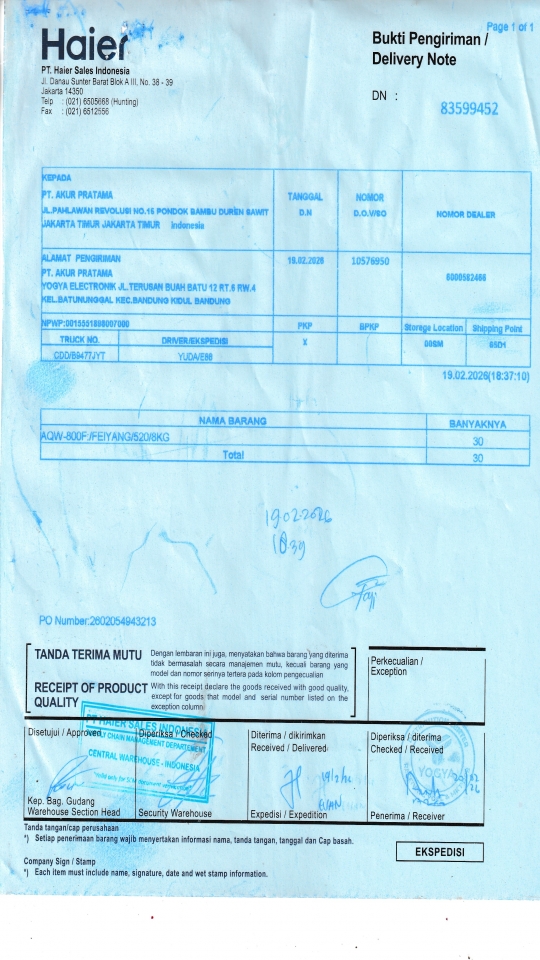 Page 1 of 1
Haier
Bukti Pengiriman /
Delivery Note
PT. Haier Sales Indonesia
Jl. Danau Sunter Barat Blok A III, No. 38 - 39
Jakarta 14350
Telp : (021) 6505668 (Hunting)
Fax : (021) 6512556
DN :
83599452
KEPADA
PT. AKUR PRATAMA
JL.PAHLAWAN REVOLUSI NO.15 PONDOK BAMBU DUREN SAWIT
JAKARTA TIMUR JAKARTA TIMUR Indonesia
TANGGAL
D.N
NOMOR
D.O.V/SO
NOMOR DEALER
ALAMAT PENGIRIMAN
PT. AKUR PRATAMA
YOGYA ELECTRONIK JL.TERUSAN BUAH BATU 12 RT.6 RW.4
KEL.BATUNUNGGAL KEC.BANDUNG KIDUL BANDUNG
19.02.2026
10576950
NPWP:0015551888007000
PKP
BPKP
Storege Location
Shipping Point
TRUCK NO.
DRIVER/EKSPEDISI
X
CDD/B9477JYT
YUDA/E88
19.02.2026(18:37:10)
NAMA BARANG
BANYAKNYA
AQW-800F:/FEIYANG/520/8KG
30
Total
30
19.02.2026
1839
PO Number:2602054943213
TANDA TERIMA MUTU
Dengan lembaran ini juga, menyatakan bahwa barang yang diterima
tidak bermasalah secara manajemen mutu, kecuali barang yang
model dan nomor serinya tertera pada kolom pengecualian
RECEIPT OF PRODUCT
QUALITY
With this receipt declare the goods received with good quality,
except for goods that model and serial number listed on the
exception column
Perkecualian /
Exception
PT HAIER SALES INDONESIA
SUPPLY CHAIN MANAGEMENT DEPARTEMENT
CENTRAL WAREHOUSE - INDONESIA
Disetujui / Approved
Diperiksa / Checked
Diterima / dikirimkan
Received / Delivered
Diperiksa / diterima
Checked / Received
YOGYA
Kep. Bag. Gudang
Warehouse Section Head
Security Warehouse
Expedisi / Expedition
Penerima / Receiver
Tanda tangan/cap perusahaan
*) Setiap penerimaan barang wajib menyertakan informasi nama, tanda tangan, tanggal dan Cap basah.
EKSPEDISI
Company Sign / Stamp
*) Each item must include name, signature, date and wet stamp information.